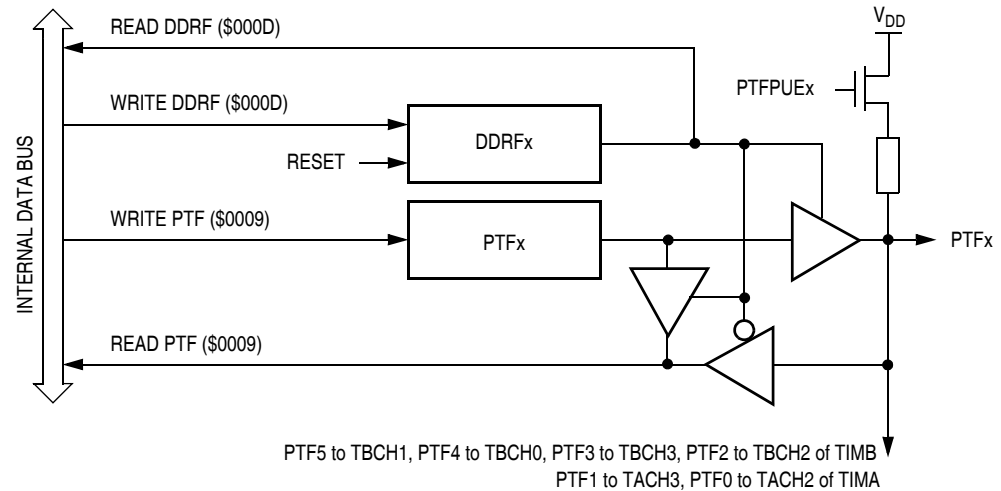 READ DDRF ($000D)
V_DD
WRITE DDRF ($000D)
PTFPUEx
DDRFx
RESET
INTERNAL DATA BUS
WRITE PTF ($0009)
PTFx
PTFx
READ PTF ($0009)
PTF5 to TBCH1, PTF4 to TBCH0, PTF3 to TBCH3, PTF2 to TBCH2 of TIMB
PTF1 to TACH3, PTF0 to TACH2 of TIMA